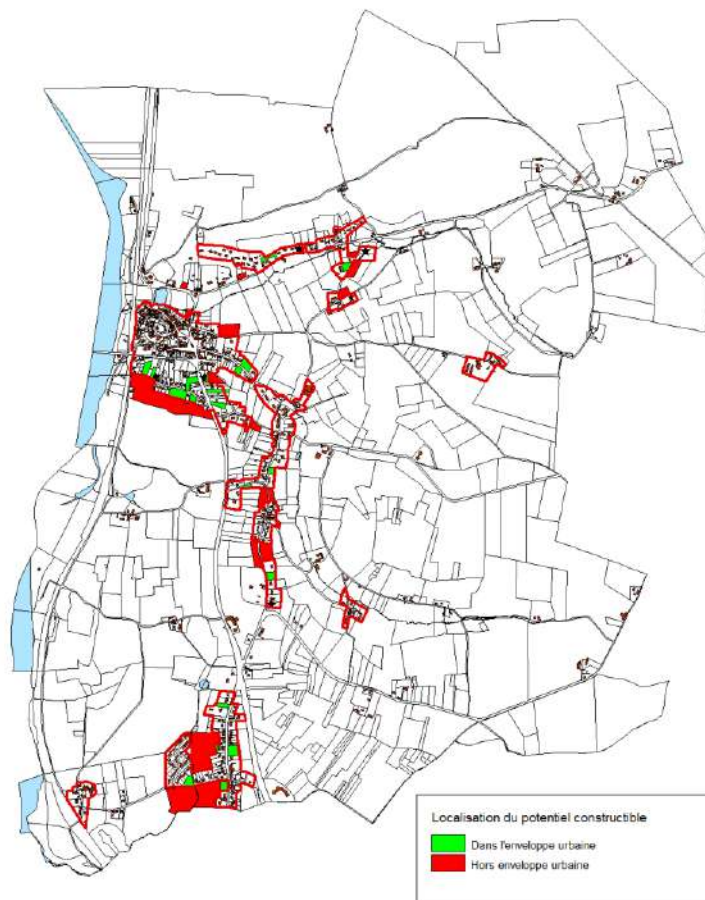 Localisation du potentiel constructible
Dans l'enveloppe urbaine
Hors enveloppe urbaine